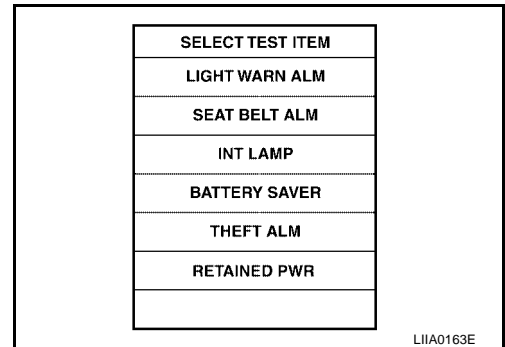 SELECT TEST ITEM
LIGHT WARN ALM
SEAT BELT ALM
INT LAMP
BATTERY SAVER
THEFT ALM
RETAINED PWR
LIIA0163E